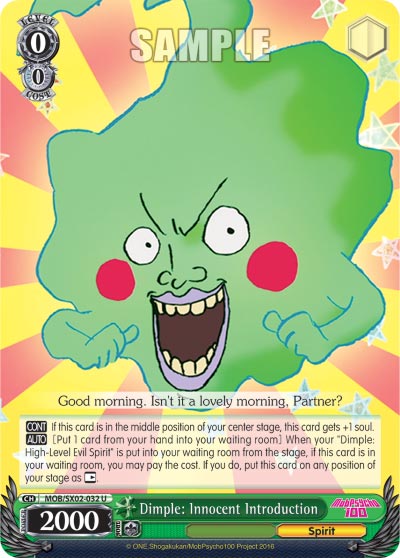 LEVEL
SAMPLE
0
0
COST
Good morning. Isn't it a lovely morning, Partner?
CONT If this card is in the middle position of your center stage, this card gets +1 soul.
AUTO [Put 1 card from your hand into your waiting room] When your "Dimple:
High-Level Evil Spirit" is put into your waiting room from the stage, if this card is in
your waiting room, you may pay the cost. If you do, put this card on any position of
your stage as
CH MOB/SX02-032 U
POWER 2000
Dimple: Innocent Introduction
MobPsycho
100
Spirit
© ONE,Shogakukan/MobPsycho100 Project 2016